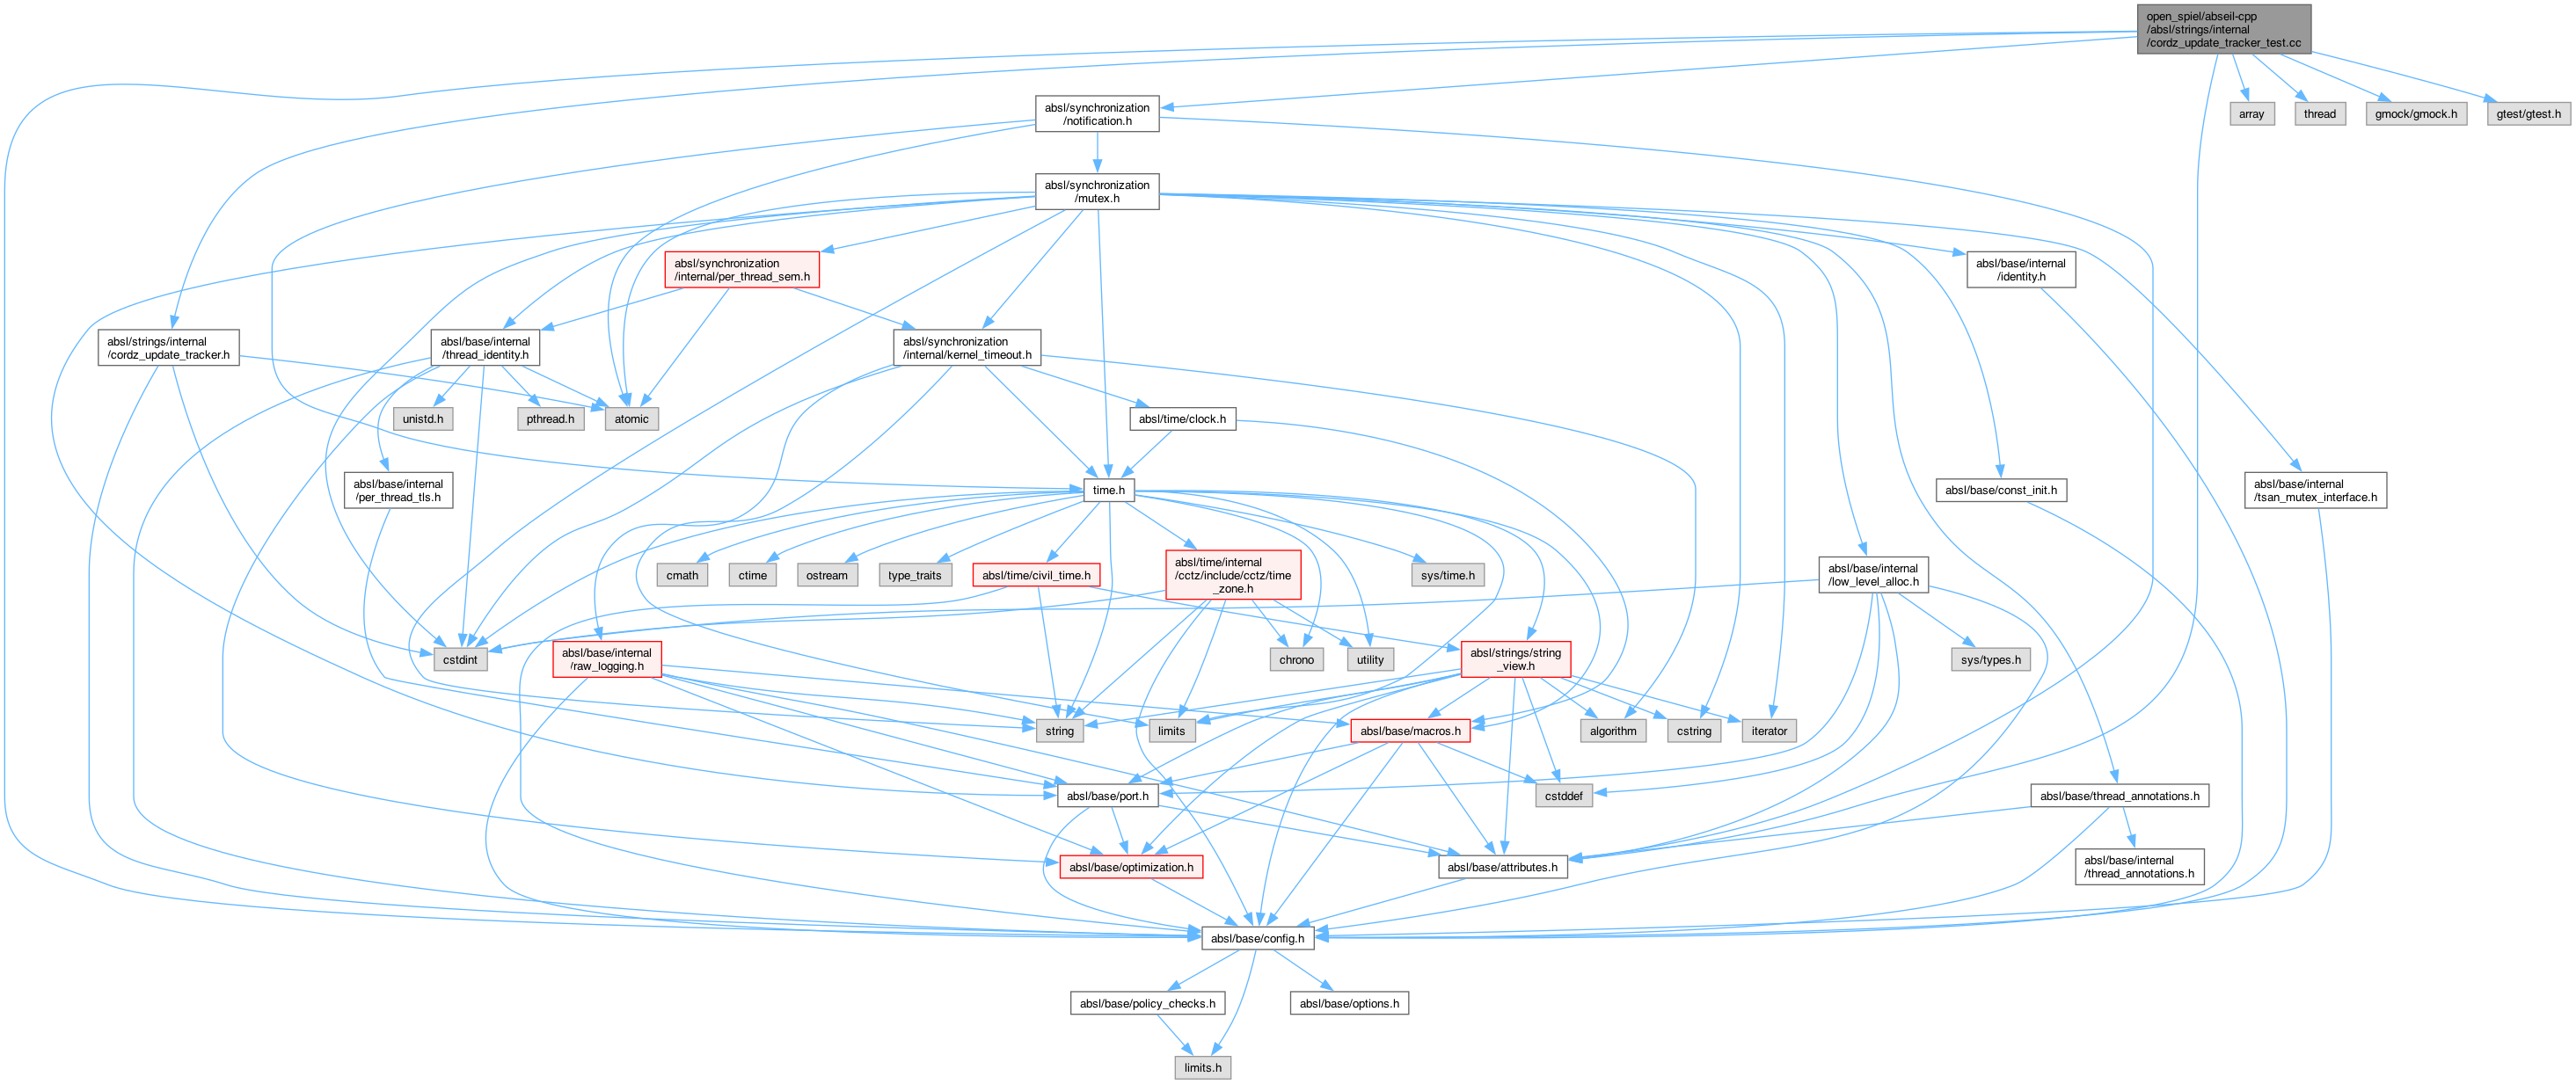 open_spiel/abseil-cpp
/absl/strings/internal
/cordz_update_tracker_test.cc
absl/synchronization
/notification.h
array
thread
gmock/gmock.h
gtest/gtest.h
absl/synchronization
/mutex.h
absl/synchronization
/internal/per_thread_sem.h
absl/base/internal
/identity.h
absl/strings/internal
/cordz_update_tracker.h
absl/base/internal
/thread_identity.h
absl/synchronization
/internal/kernel_timeout.h
unistd.h
pthread.h
atomic
absl/time/clock.h
absl/base/internal
/per_thread_tls.h
time.h
absl/base/const_init.h
absl/base/internal
/tsan_mutex_interface.h
cmath
ctime
ostream
type_traits
absl/time/civil_time.h
absl/time/internal
/cctz/include/cctz/time
_zone.h
sys/time.h
absl/base/internal
/low_level_alloc.h
cstdint
absl/base/internal
/raw_logging.h
chrono
utility
absl/strings/string
_view.h
sys/types.h
string
limits
absl/base/macros.h
algorithm
cstring
iterator
absl/base/port.h
cstddef
absl/base/thread_annotations.h
absl/base/optimization.h
absl/base/attributes.h
absl/base/internal
/thread_annotations.h
absl/base/config.h
absl/base/policy_checks.h
absl/base/options.h
limits.h